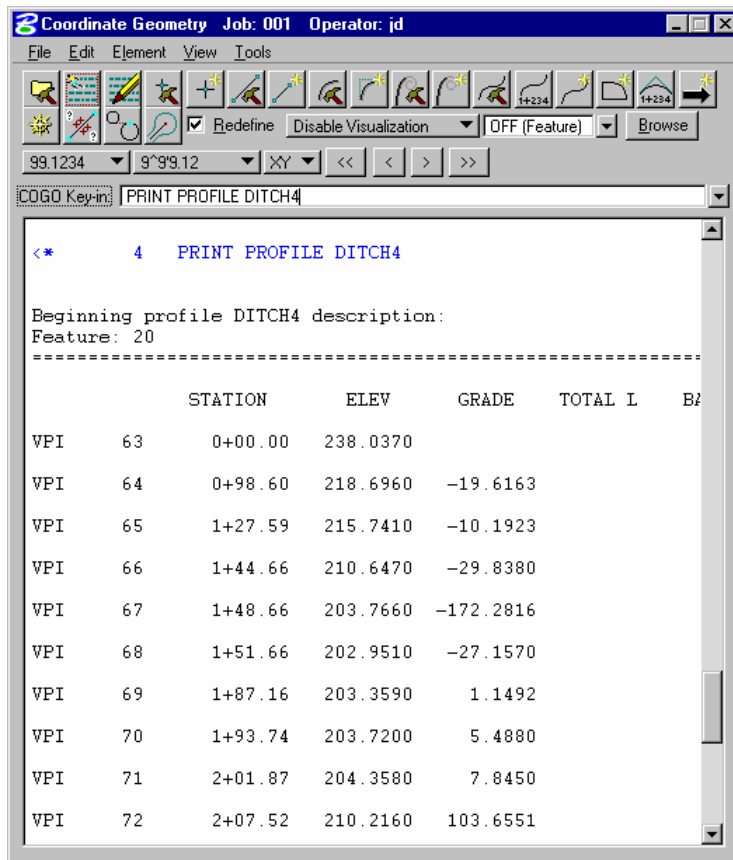 Coordinate Geometry Job: 001 Operator: jd
File Edit Element View Tools
1+234 1+234
Redefine Disable Visualization OFF (Feature) Browse
99.1234 9^9'9.12 XY << < > >>
COGO Key-in: PRINT PROFILE DITCH4
<* 4 PRINT PROFILE DITCH4
Beginning profile DITCH4 description:
Feature: 20
================================================================
STATION ELEV GRADE TOTAL L BA
VPI 63 0+00.00 238.0370
VPI 64 0+98.60 218.6960 -19.6163
VPI 65 1+27.59 215.7410 -10.1923
VPI 66 1+44.66 210.6470 -29.8380
VPI 67 1+48.66 203.7660 -172.2816
VPI 68 1+51.66 202.9510 -27.1570
VPI 69 1+87.16 203.3590 1.1492
VPI 70 1+93.74 203.7200 5.4880
VPI 71 2+01.87 204.3580 7.8450
VPI 72 2+07.52 210.2160 103.6551